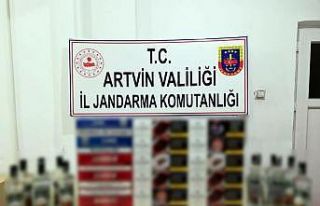 T.C.
ARTVİN VALİLİĞİ
İL JANDARMA KOMUTANLIĞI